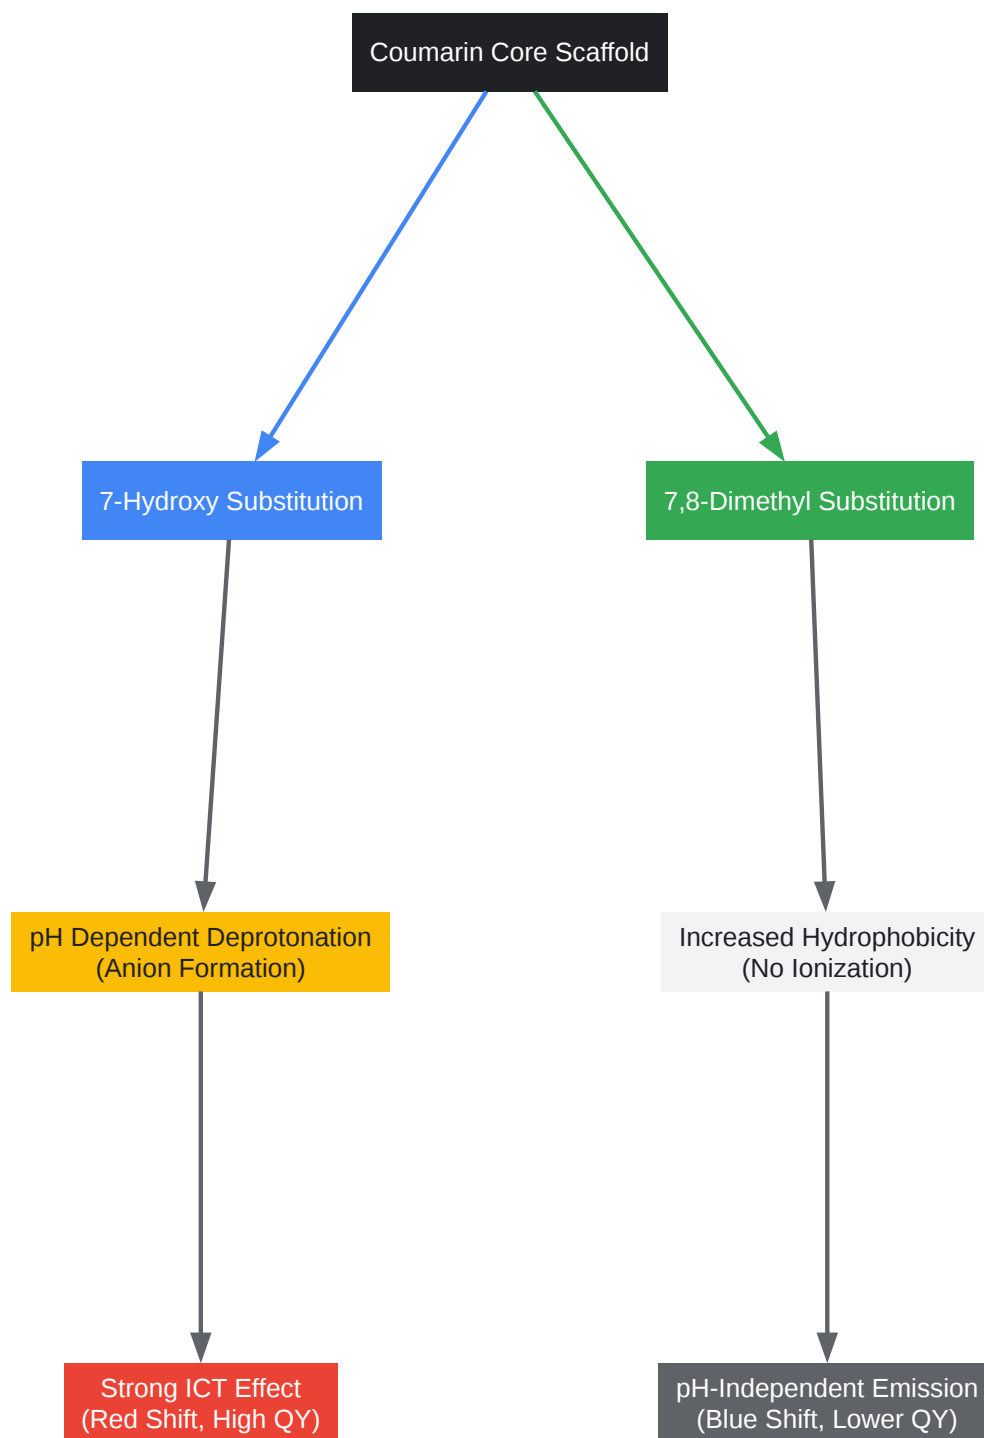 Coumarin Core Scaffold
7-Hydroxy Substitution
7,8-Dimethyl Substitution
pH Dependent Deprotonation
(Anion Formation)
Increased Hydrophobicity
(No Ionization)
Strong ICT Effect
(Red Shift, High QY)
pH-Independent Emission
(Blue Shift, Lower QY)